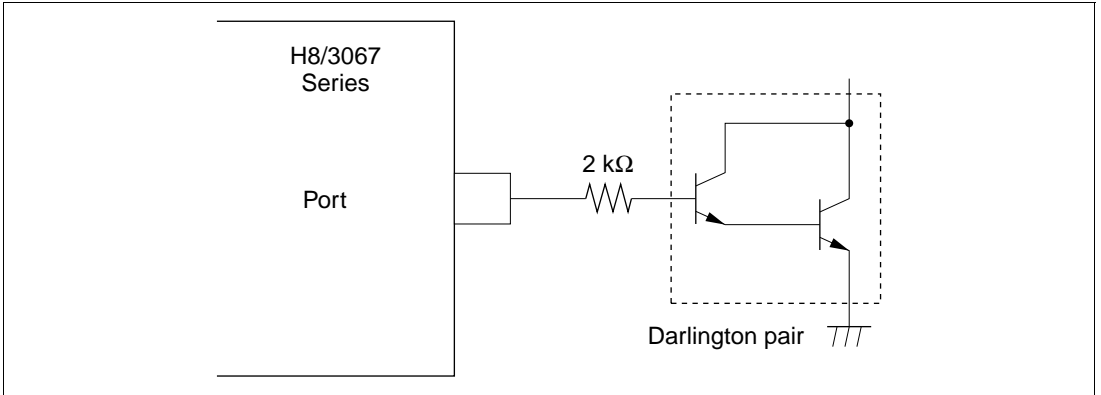 H8/3067
Series
Port
2 kΩ
Darlington pair